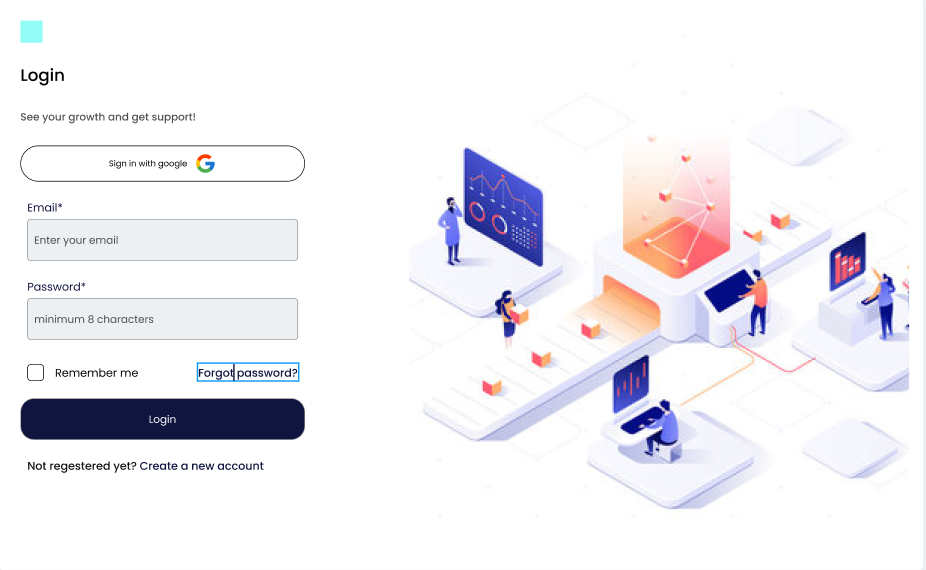 Login
See your growth and get support!
Sign in with google
Email*
Enter your email
Password*
minimum 8 characters
Remember me
Forgot password?
Login
Not regestered yet? Create a new account